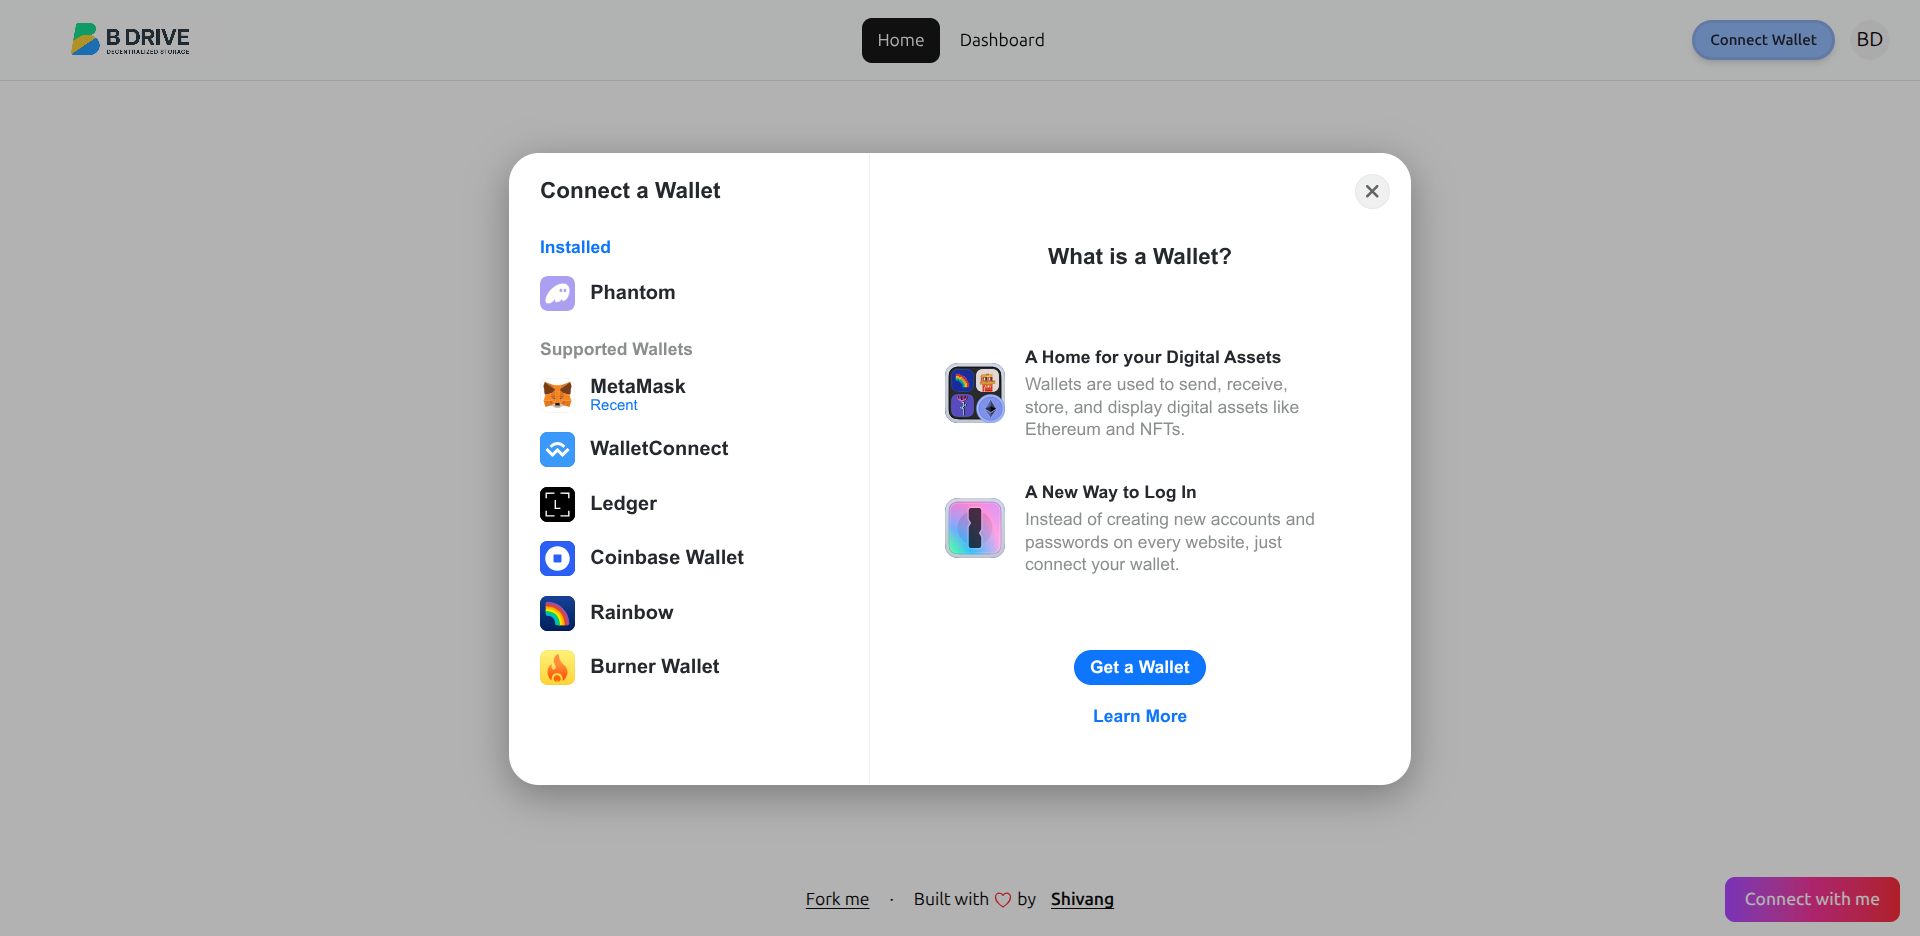 B DRIVE
DECENTRALIZED STORAGE
Home
Dashboard
Connect Wallet
BD
Connect a Wallet
Installed
Phantom
Supported Wallets
MetaMask
Recent
WalletConnect
L
Ledger
Coinbase Wallet
Rainbow
Burner Wallet
What is a Wallet?
A Home for your Digital Assets
Wallets are used to send, receive,
store, and display digital assets like
Ethereum and NFTs.
A New Way to Log In
Instead of creating new accounts and
passwords on every website, just
connect your wallet.
Get a Wallet
Learn More
Fork me · Built with ♡ by Shivang
Connect with me